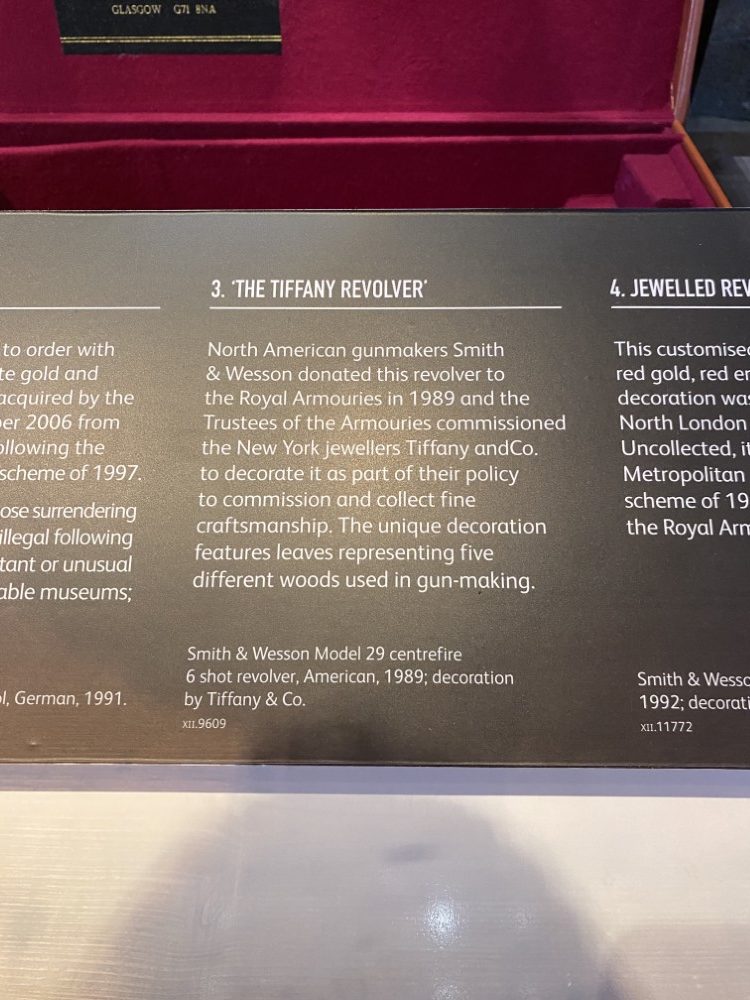 GLASGOW G71 8NA
to order with
te gold and
acquired by the
er 2006 from
ollowing the
scheme of 1997.
ose surrendering
illegal following
tant or unusual
able museums;
ol, German, 1991.
3. ‘THE TIFFANY REVOLVER’
North American gunmakers Smith
& Wesson donated this revolver to
the Royal Armouries in 1989 and the
Trustees of the Armouries commissioned
the New York jewellers Tiffany andCo.
to decorate it as part of their policy
to commission and collect fine
craftsmanship. The unique decoration
features leaves representing five
different woods used in gun-making.
Smith & Wesson Model 29 centrefire
6 shot revolver, American, 1989; decoration
by Tiffany & Co.
XII.9609
4. JEWELLED REV
This customised
red gold, red en
decoration was
North London
Uncollected, it
Metropolitan
scheme of 19
the Royal Arm
Smith & Wesso
1992; decorati
XII.11772